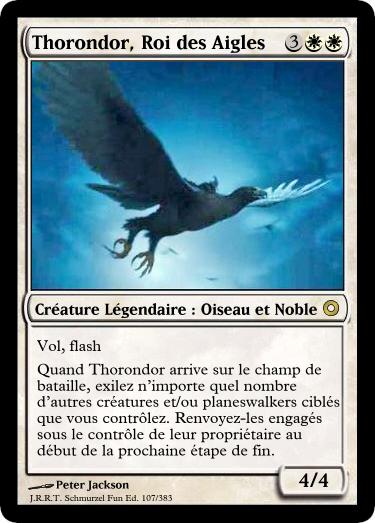 Thorondor, Roi des Aigles 3
Créature Légendaire : Oiseau et Noble
Vol, flash
Quand Thorondor arrive sur le champ de
bataille, exilez n'importe quel nombre
d'autres créatures et/ou planeswalkers ciblés
que vous contrôlez. Renvoyez-les engagés
sous le contrôle de leur propriétaire au
début de la prochaine étape de fin.
4/4
Peter Jackson
J.R.R.T. Schmurzel Fun Ed. 107/383